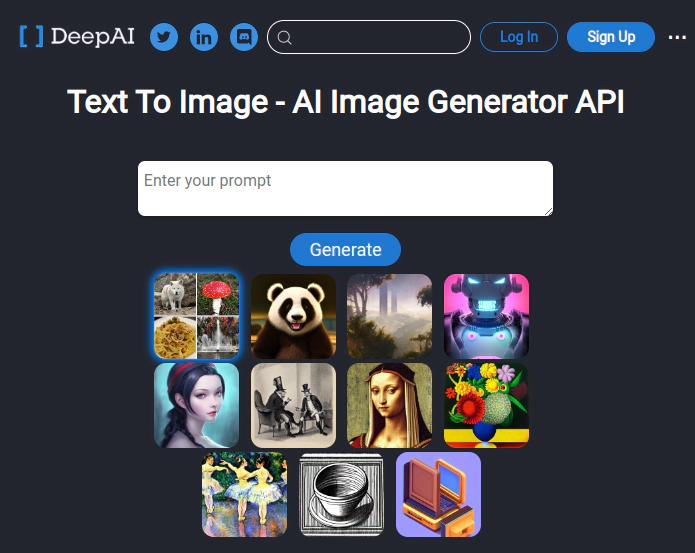 [ ] DeepAI
Log In
Sign Up
Text To Image - AI Image Generator API
Enter your prompt
Generate